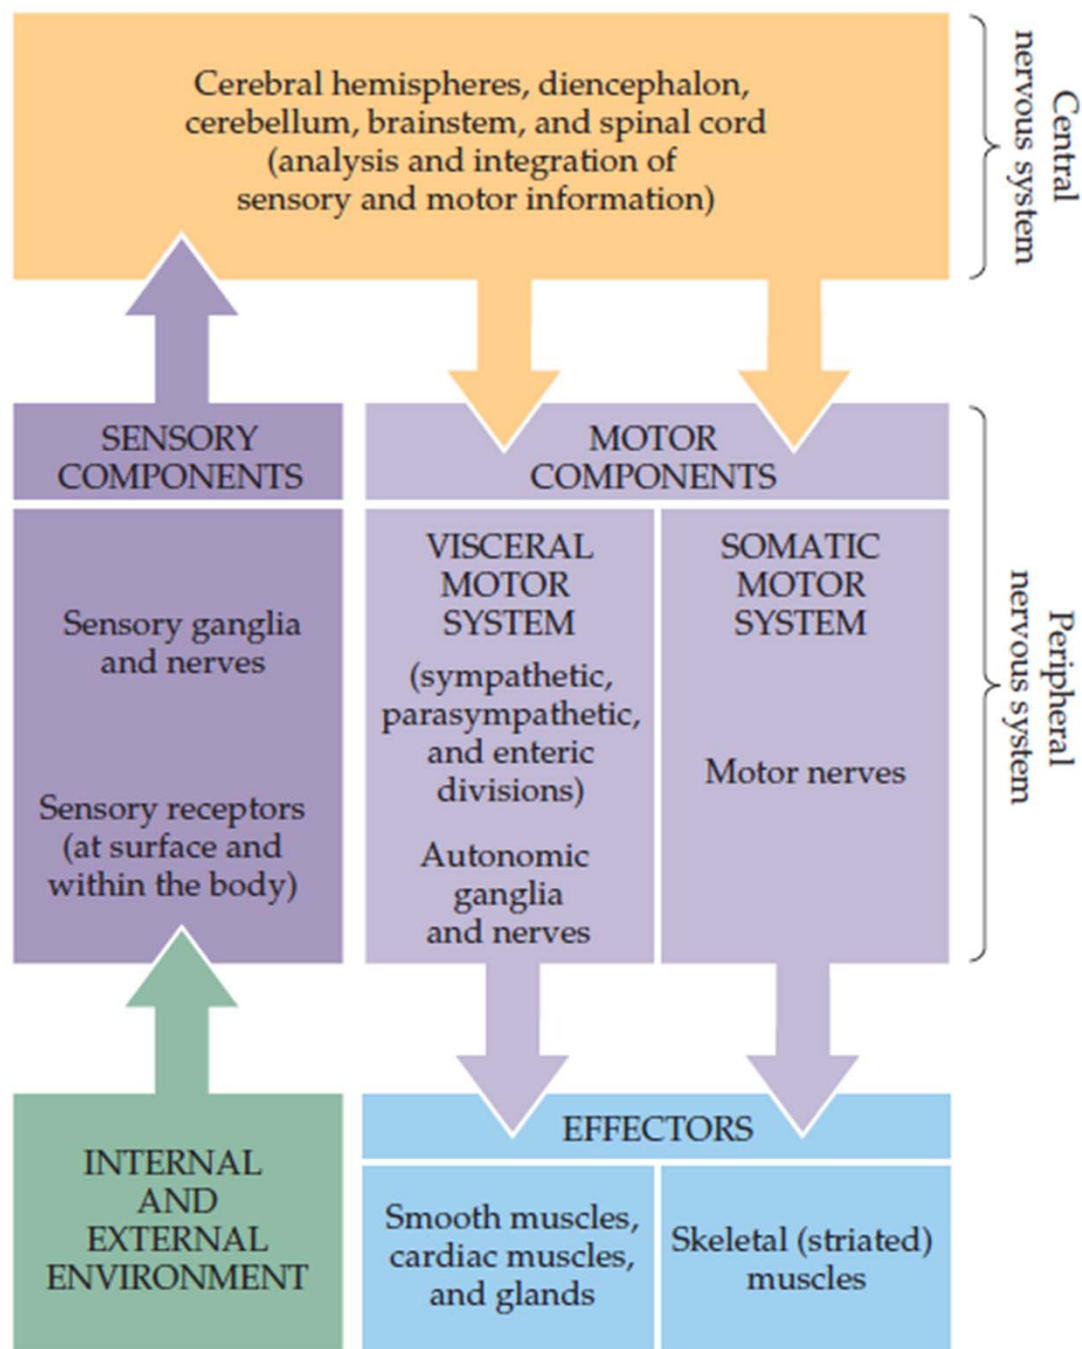 Cerebral hemispheres, diencephalon,
cerebellum, brainstem, and spinal cord
(analysis and integration of
sensory and motor information)
Central
nervous system
SENSORY
COMPONENTS
MOTOR
COMPONENTS
Sensory ganglia
and nerves
Sensory receptors
(at surface and
within the body)
VISCERAL
MOTOR
SYSTEM
(sympathetic,
parasympathetic,
and enteric
divisions)
Autonomic
ganglia
and nerves
SOMATIC
MOTOR
SYSTEM
Motor nerves
Peripheral
nervous system
INTERNAL
AND
EXTERNAL
ENVIRONMENT
EFFECTORS
Smooth muscles,
cardiac muscles,
and glands
Skeletal (striated)
muscles